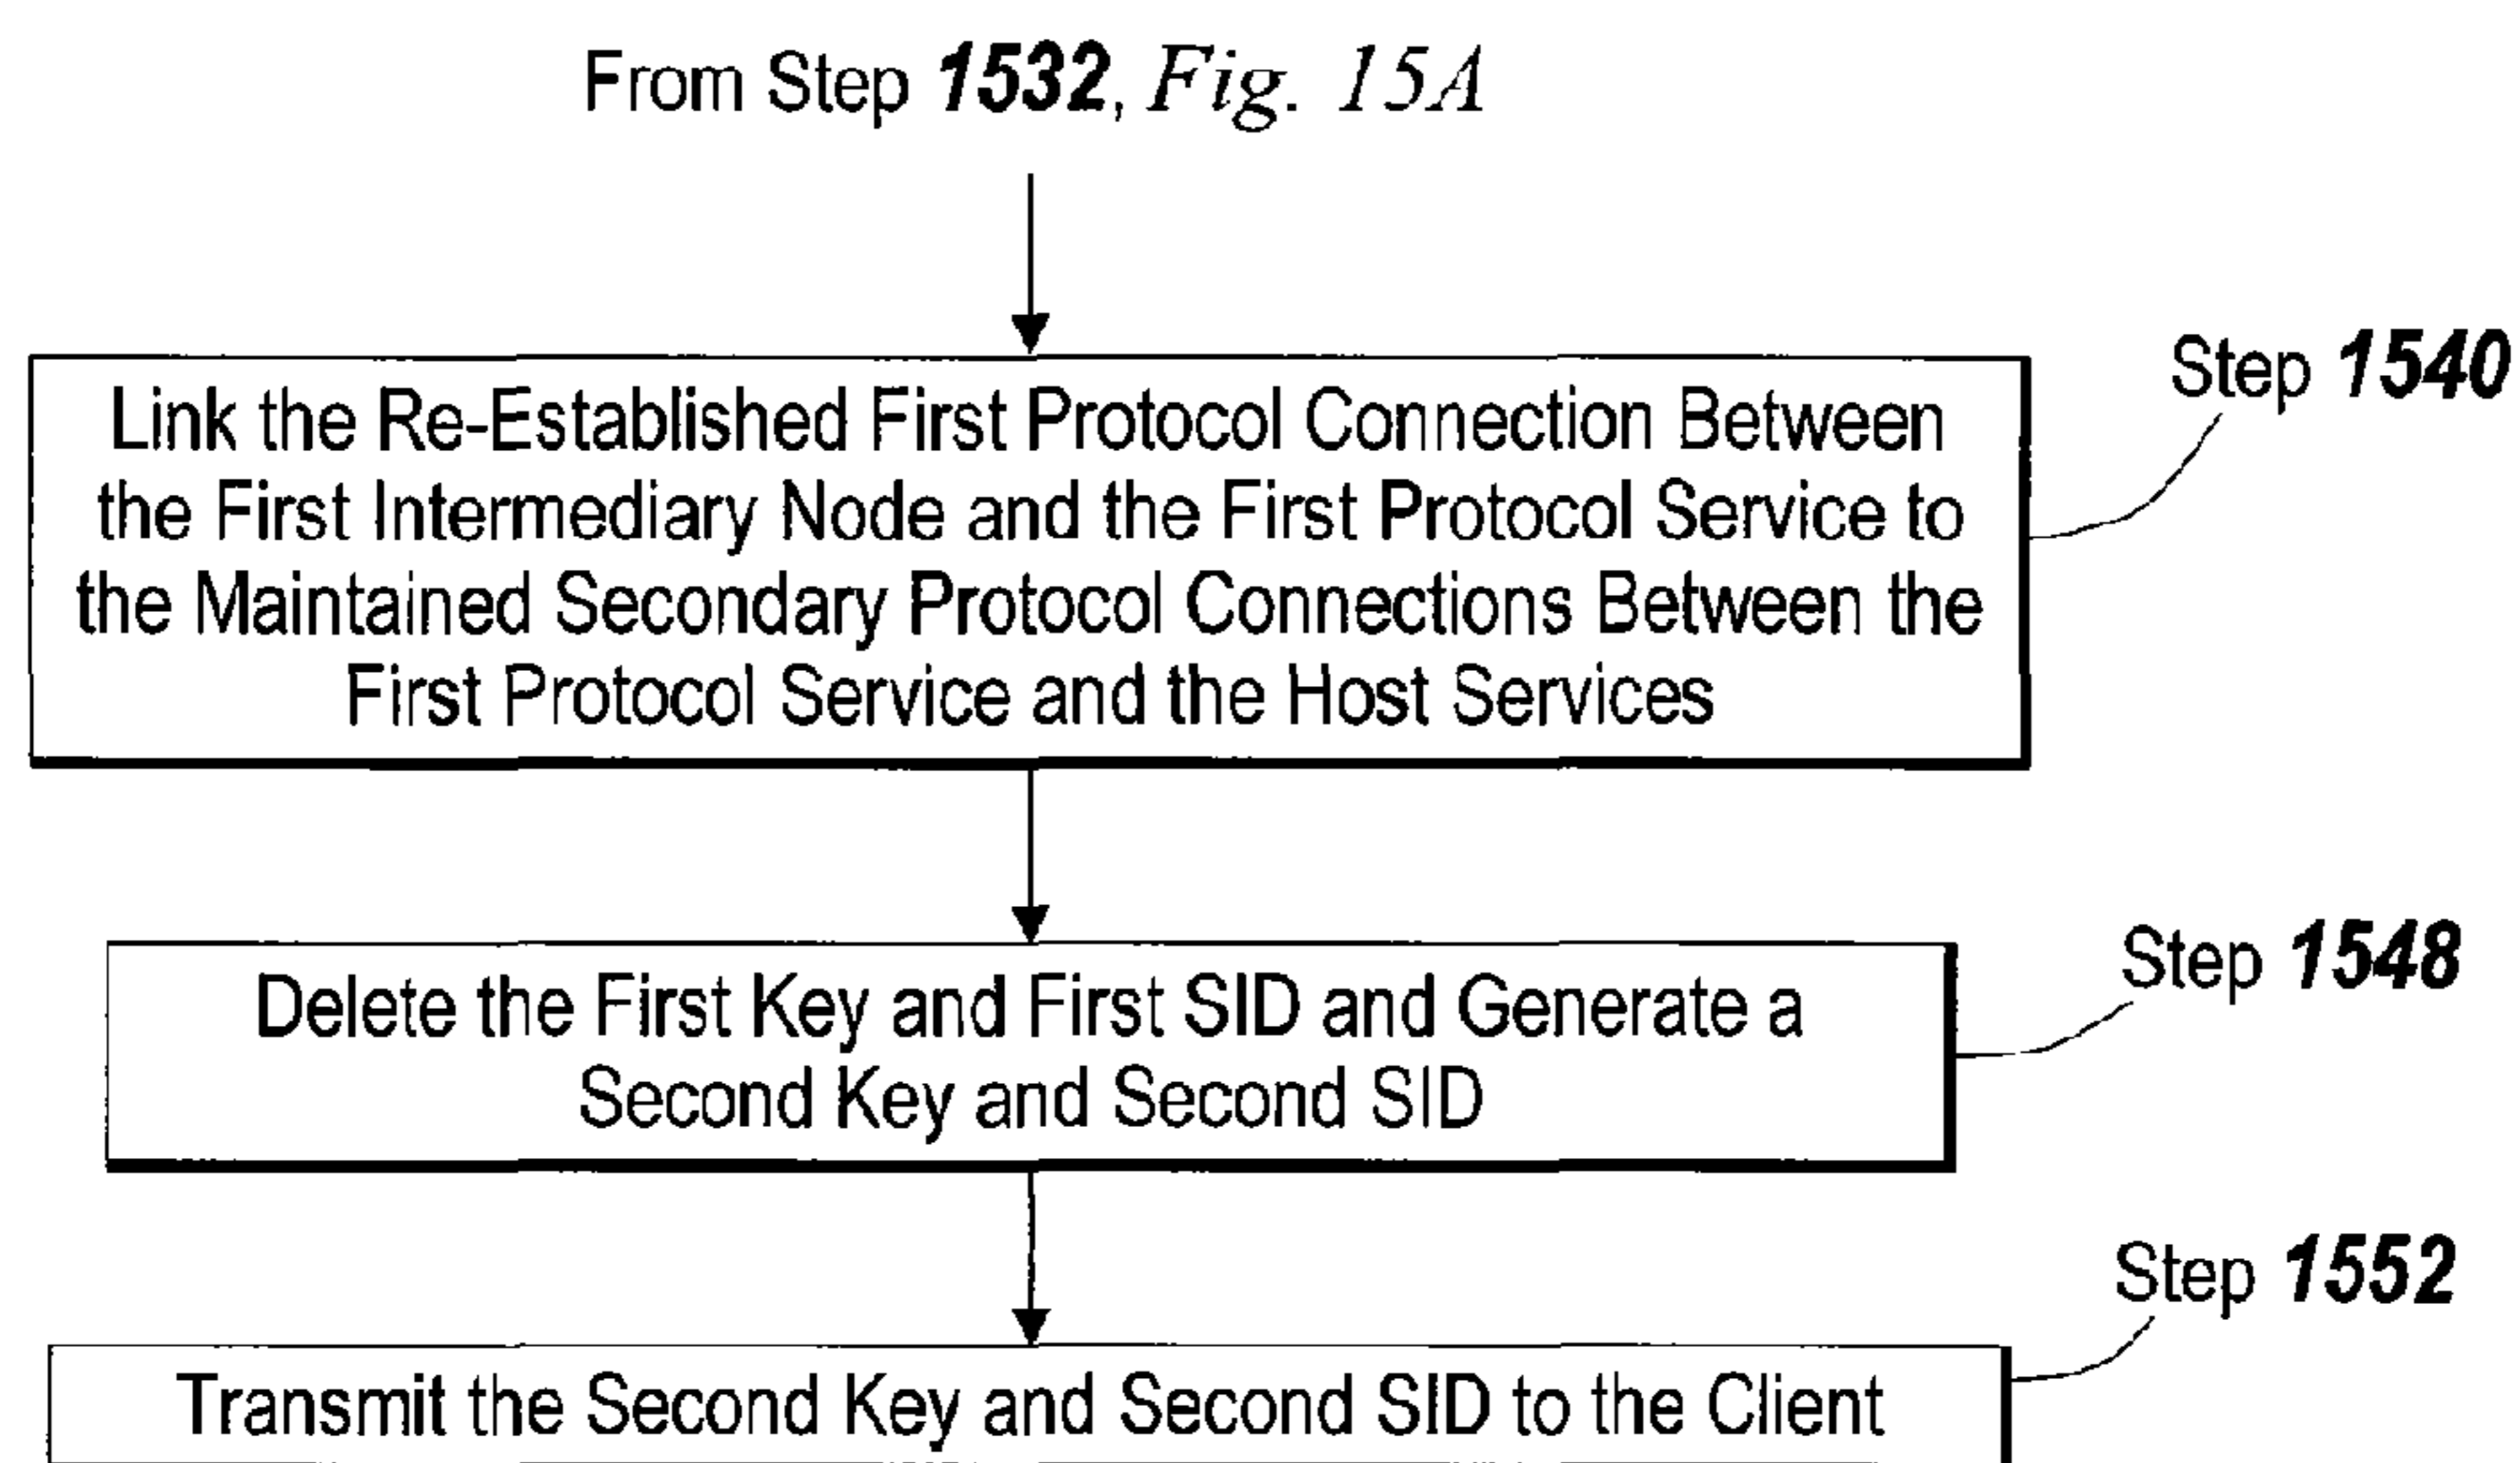 From Step 1532, Fig. 15A
Step 1540
Link the Re-Established First Protocol Connection Between
the First Intermediary Node and the First Protocol Service to
the Maintained Secondary Protocol Connections Between the
First Protocol Service and the Host Services
Step 1548
Delete the First Key and First SID and Generate a
Second Key and Second SID
Step 1552
Transmit the Second Key and Second SID to the Client